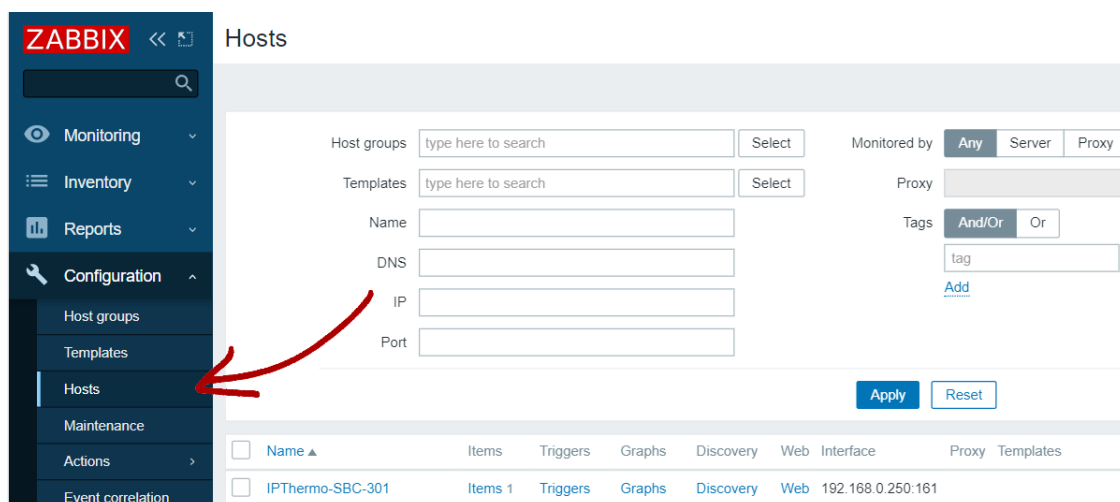 ZABBIX
Hosts
Monitoring
Inventory
Reports
Configuration
Host groups
Templates
Hosts
Maintenance
Actions
Event correlation
Host groups type here to search Select Monitored by Any Server Proxy
Templates type here to search Select Proxy
Name Tags And/Or Or
DNS tag
IP Add
Port
Apply Reset
Name Items Triggers Graphs Discovery Web Interface Proxy Templates
IPThermo-SBC-301 Items 1 Triggers Graphs Discovery Web 192.168.0.250:161